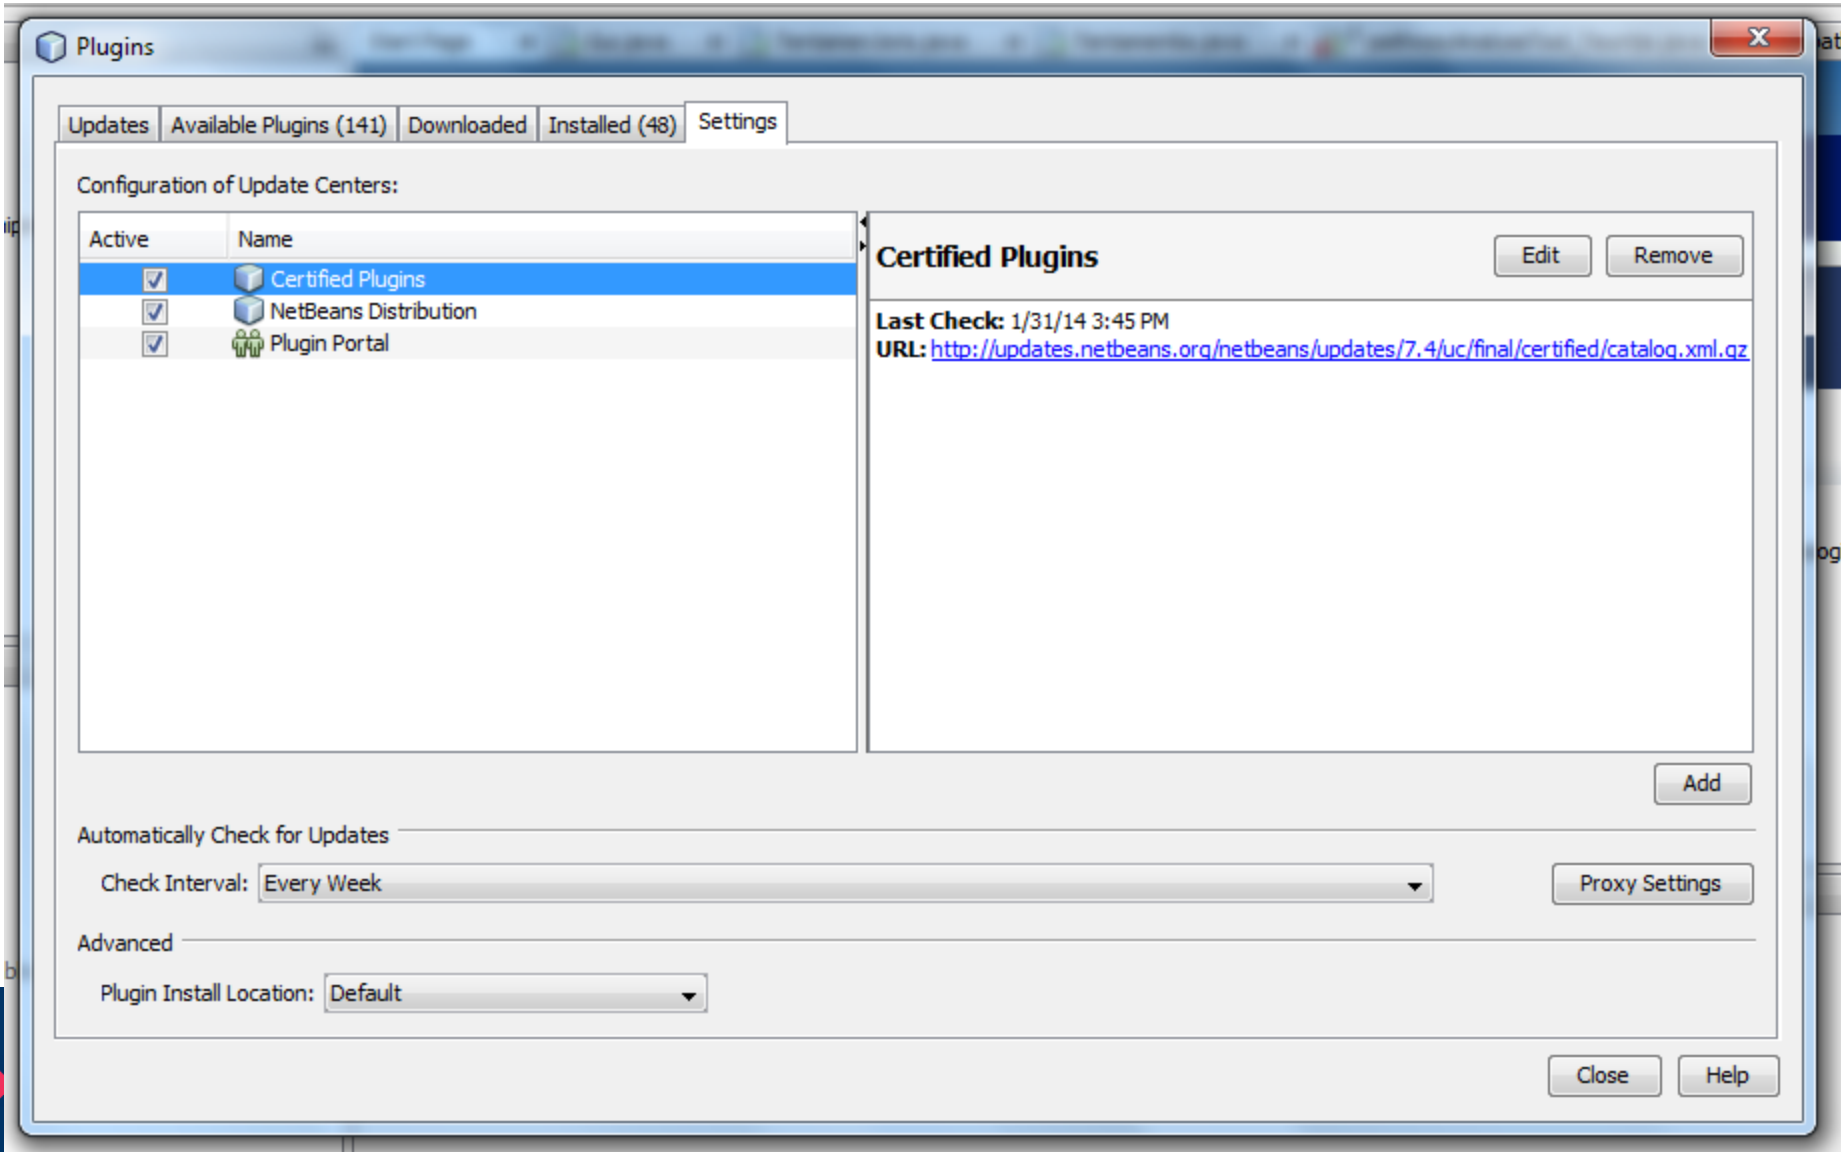 Plugins
Updates
Available Plugins (141)
Downloaded
Installed (48)
Settings
Configuration of Update Centers:
Active
Name
Certified Plugins
NetBeans Distribution
Plugin Portal
Certified Plugins
Edit
Remove
Last Check: 1/31/14 3:45 PM
URL: http://updates.netbeans.org/netbeans/updates/7.4/uc/final/certified/catalog.xml.gz
Add
Automatically Check for Updates
Check Interval: Every Week
Proxy Settings
Advanced
Plugin Install Location: Default
Close
Help